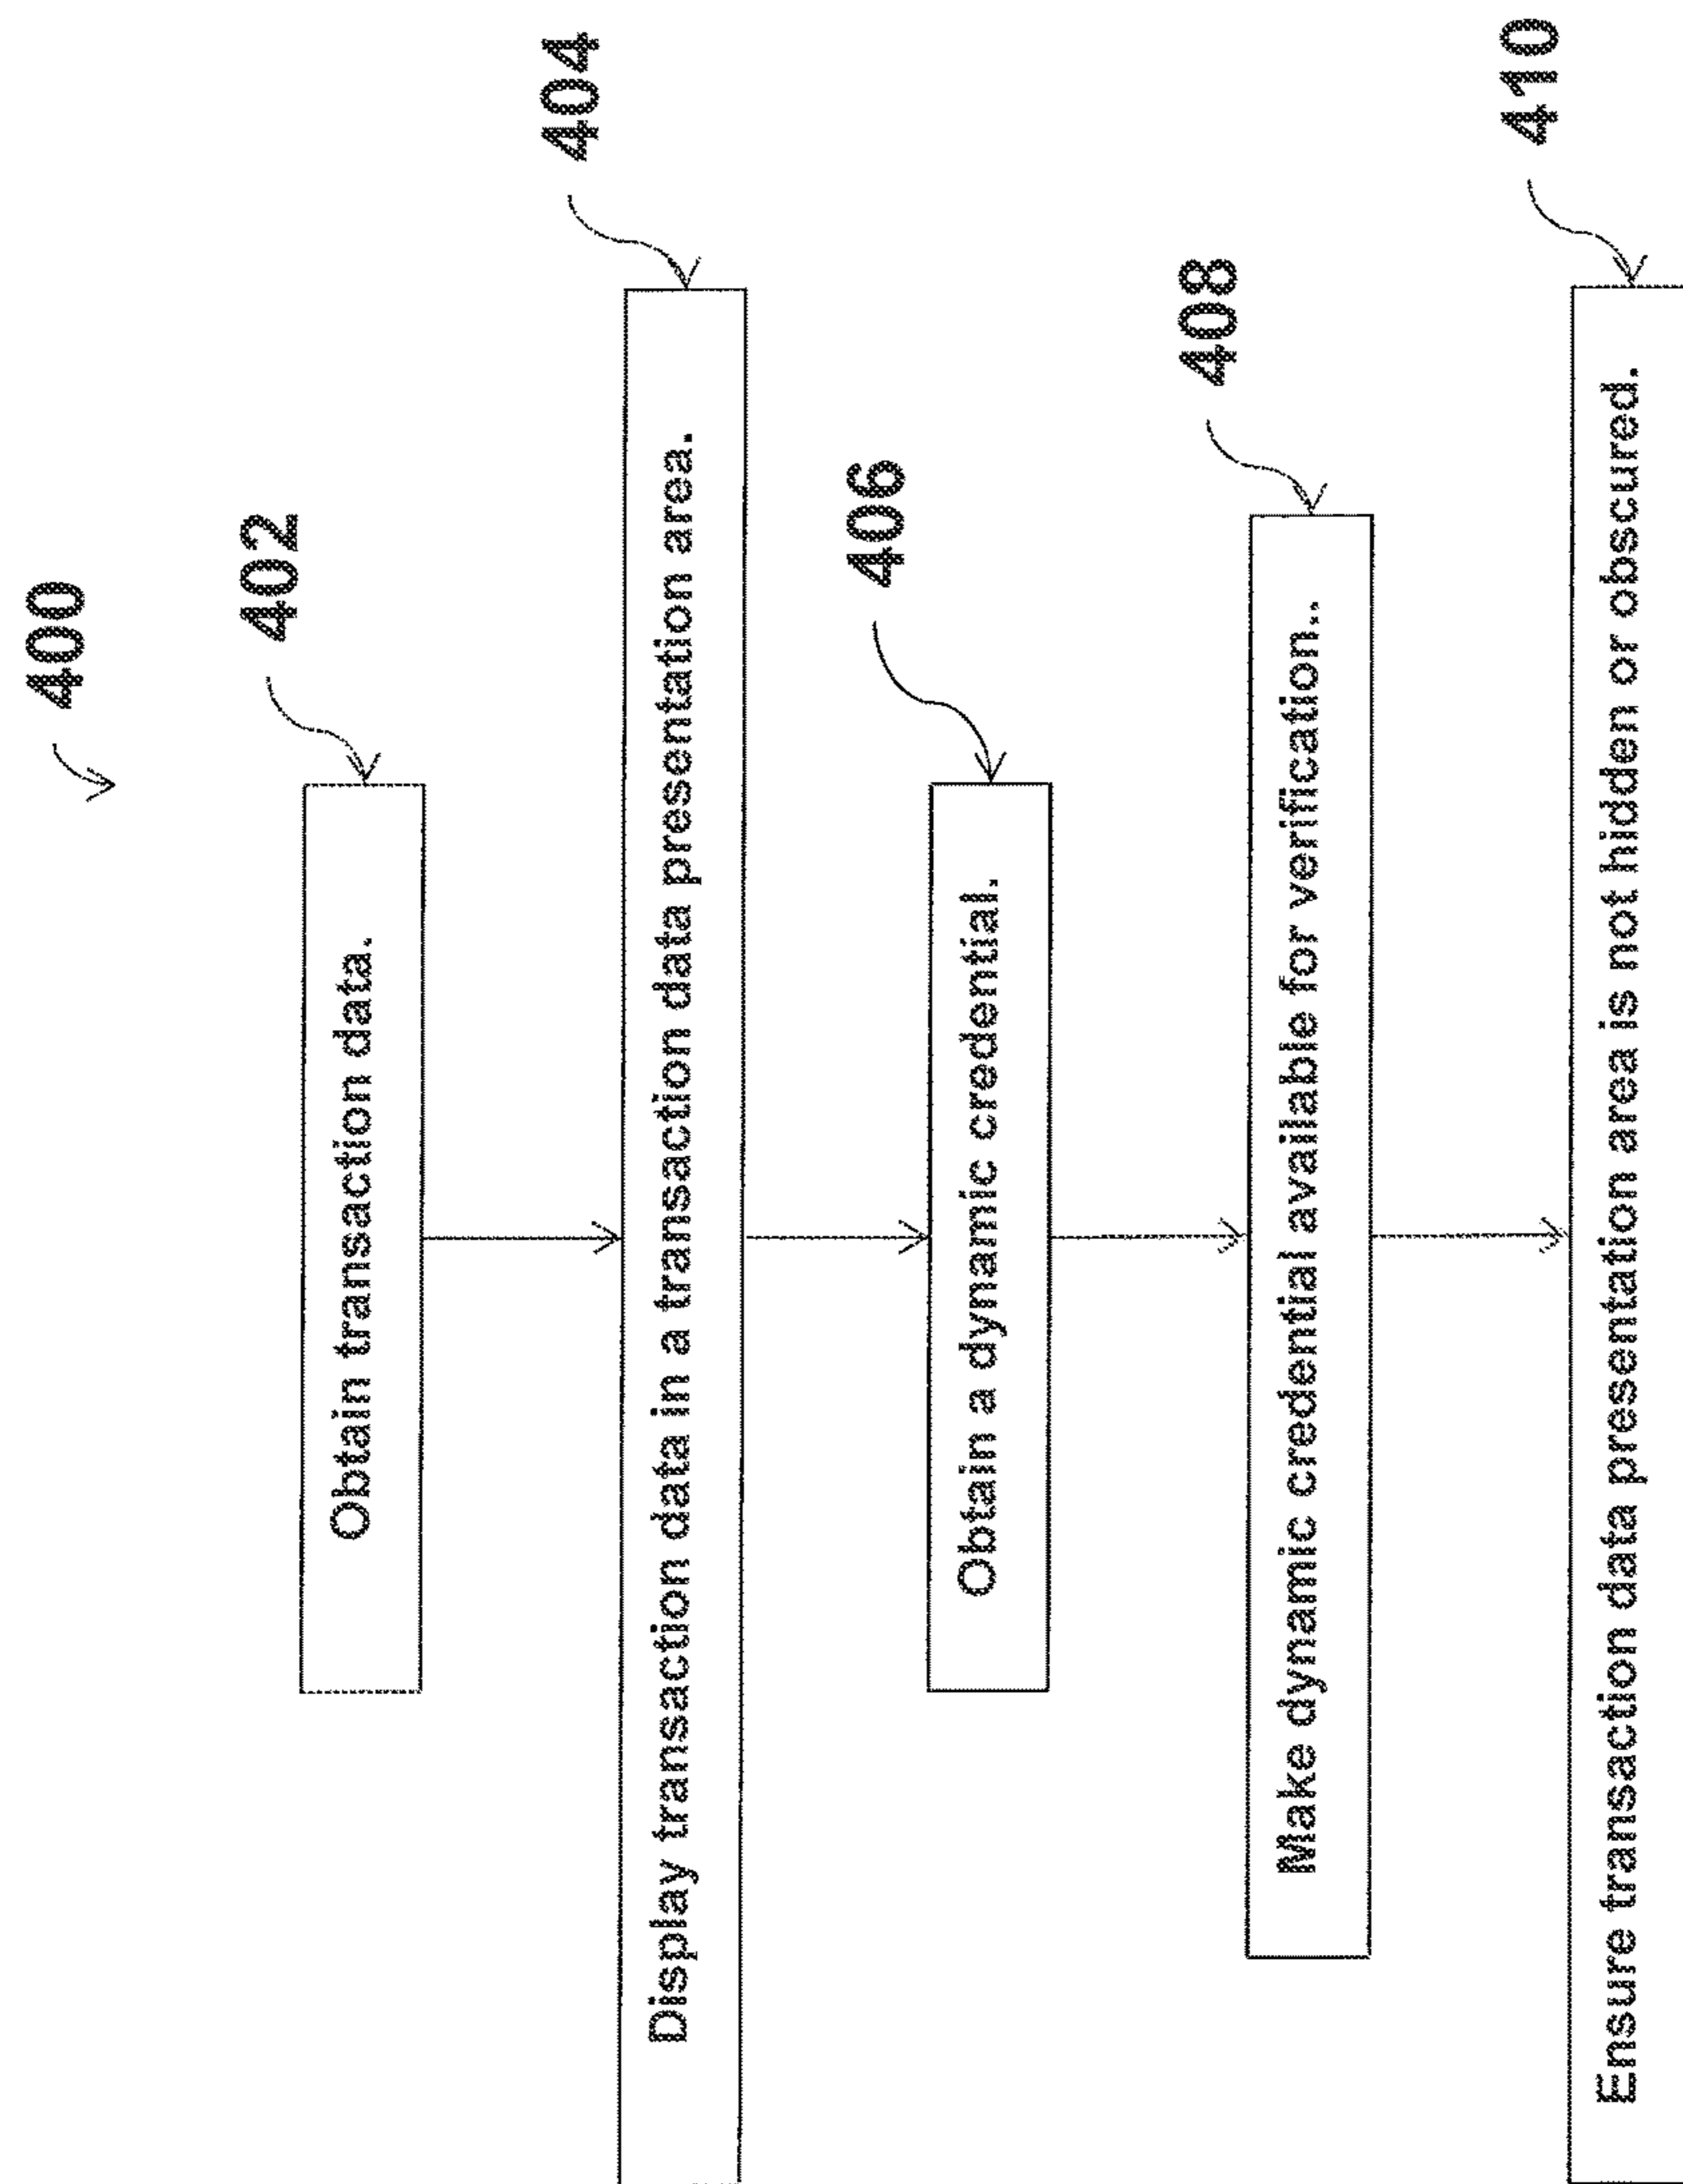 400
402
Obtain transaction data.
404
Display transaction data in a transaction data presentation area.
406
Obtain a dynamic credential.
408
Make dynamic credential available for verification..
410
Ensure transaction data presentation area is not hidden or obscured.